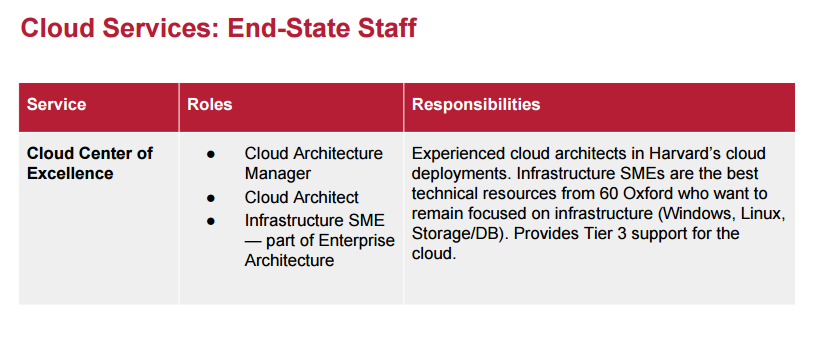 Cloud Services: End-State Staff
Service
Roles
Responsibilities
Cloud Center of
Excellence
● Cloud Architecture
Manager
● Cloud Architect
● Infrastructure SME
— part of Enterprise
Architecture
Experienced cloud architects in Harvard's cloud
deployments. Infrastructure SMEs are the best
technical resources from 60 Oxford who want to
remain focused on infrastructure (Windows, Linux,
Storage/DB). Provides Tier 3 support for the
cloud.